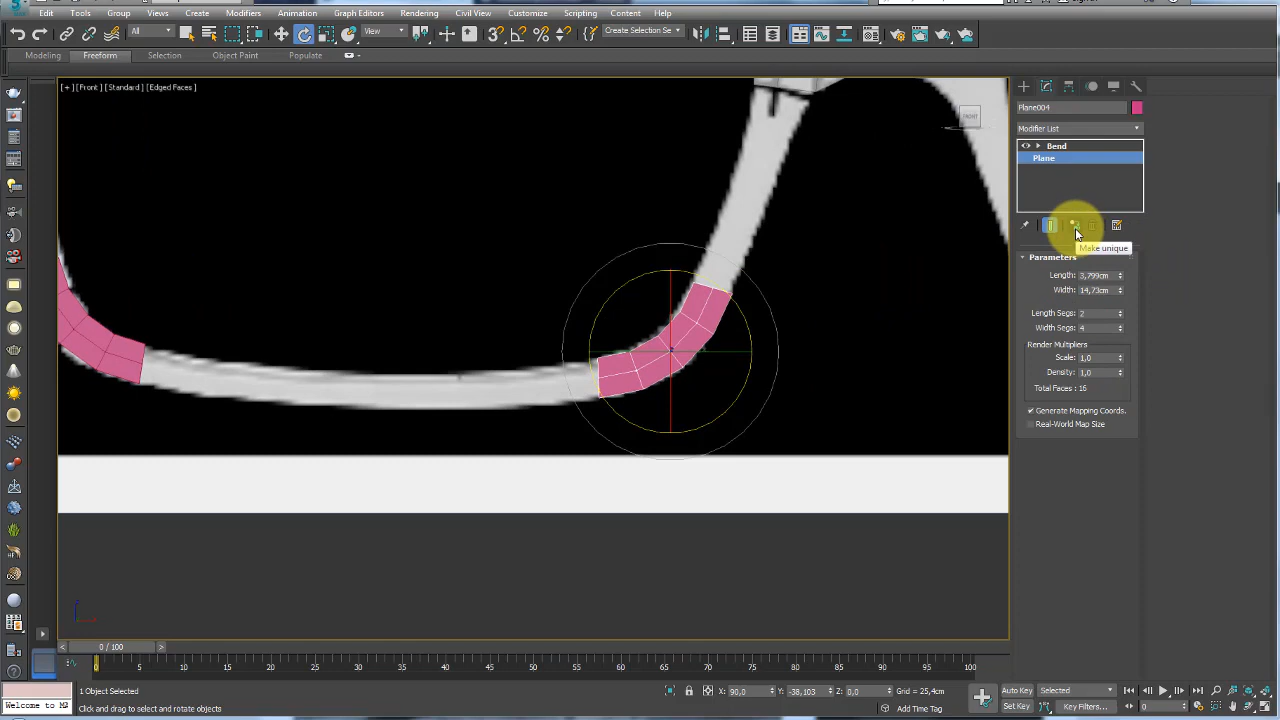 Edit Tools Group Views Create Modifiers Animation Graph Editors Rendering Civil View Customize Scripting Content Help
All View Create Selection Se
Modeling Freeform Selection Object Paint Populate
[+] [Front] [Standard] [Edged Faces]
FRONT
Plane004
Modifier List
Bend
Plane
Make unique
Parameters
Length: 3,799cm
Width: 14,73cm
Length Segs: 2
Width Segs: 4
Render Multipliers
Scale: 1,0
Density: 1,0
Total Faces : 16
Generate Mapping Coords.
Real-World Map Size
0 / 100
0 5 10 15 20 25 30 35 40 45 50 55 60 65 70 75 80 85 90 95 100
1 Object Selected X: 90,0 Y: -38,103 Z: 0,0 Grid = 25,4cm Auto Key Selected
Welcome to MA Click and drag to select and rotate objects Add Time Tag Set Key Key Filters... 0